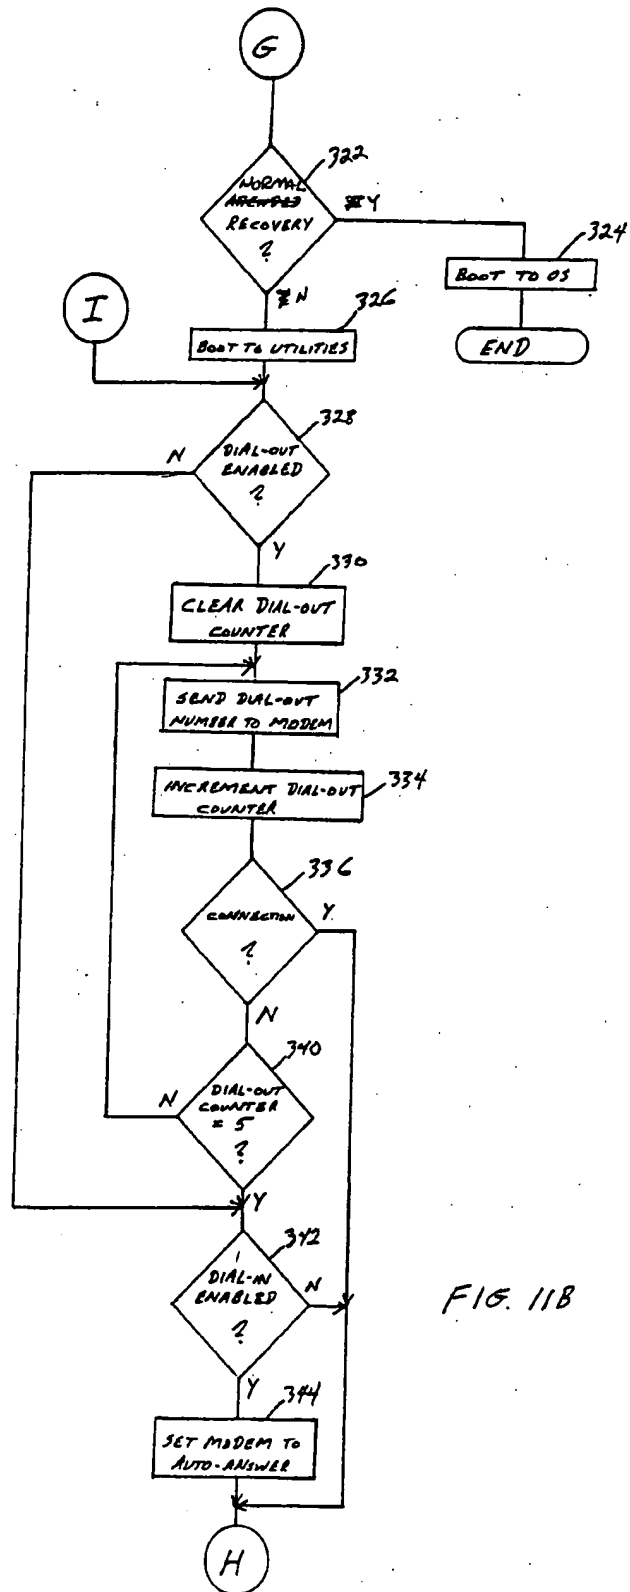 G
322
NORMAL
ATTENDED
RECOVERY
?
Y
324
BOOT TO OS
END
N
326
BOOT TO UTILITIES
I
328
DIAL-OUT
ENABLED
?
N
Y
330
CLEAR DIAL-OUT
COUNTER
332
SEND DIAL-OUT
NUMBER TO MODEM
334
INCREMENT DIAL-OUT
COUNTER
336
CONNECTION
?
Y
N
340
DIAL-OUT
COUNTER
= 5
?
N
Y
342
DIAL-IN
ENABLED
?
N
Y
344
SET MODEM TO
AUTO-ANSWER
H
FIG. 11B